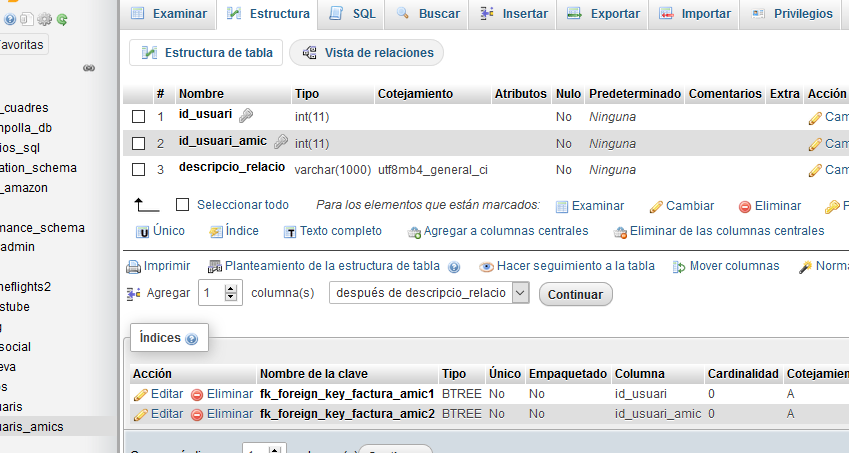 Examinar Estructura SQL Buscar Insertar Exportar Importar Privilegios
Favoritas
Estructura de tabla Vista de relaciones
# Nombre Tipo Cotejamiento Atributos Nulo Predeterminado Comentarios Extra Acción
_cuadres
1 id_usuari int(11) No Ninguna Cam
npolla_db
2 id_usuari_amic int(11) No Ninguna Cam
ios_sql
3 descripcio_relacio varchar(1000) utf8mb4_general_ci No Ninguna Cam
ation_schema
_amazon
Seleccionar todo Para los elementos que están marcados: Examinar Cambiar Eliminar P
mance_schema
Único Índice Texto completo Agregar a columnas centrales Eliminar de las columnas centrales
admin
Imprimir Planteamiento de la estructura de tabla Hacer seguimiento a la tabla Mover columnas Norma
neflights2
Agregar 1 columna(s) después de descripcio_relacio Continuar
stube
Índices
social
eva
Acción Nombre de la clave Tipo Único Empaquetado Columna Cardinalidad Cotejamien
Editar Eliminar fk_foreign_key_factura_amic1 BTREE No No id_usuari 0 A
uaris
Editar Eliminar fk_foreign_key_factura_amic2 BTREE No No id_usuari_amic 0 A
uaris_amics